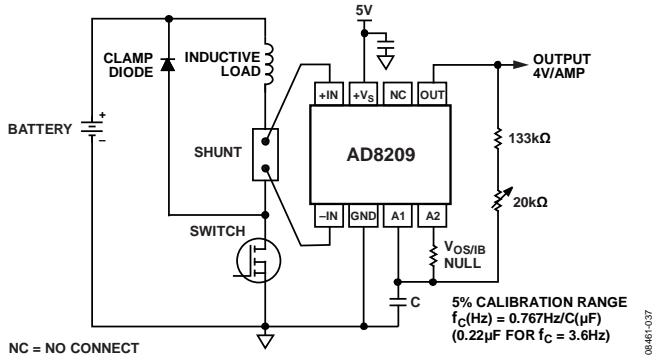 5V
OUTPUT
4V/AMP
CLAMP
DIODE
INDUCTIVE
LOAD
+IN
+VS
NC
OUT
BATTERY
+
–
SHUNT
AD8209
133kΩ
20kΩ
–IN
GND
A1
A2
SWITCH
VOS/IB
NULL
C
5% CALIBRATION RANGE
fC(Hz) = 0.767Hz/C(µF)
(0.22µF FOR fC = 3.6Hz)
NC = NO CONNECT
08461-037